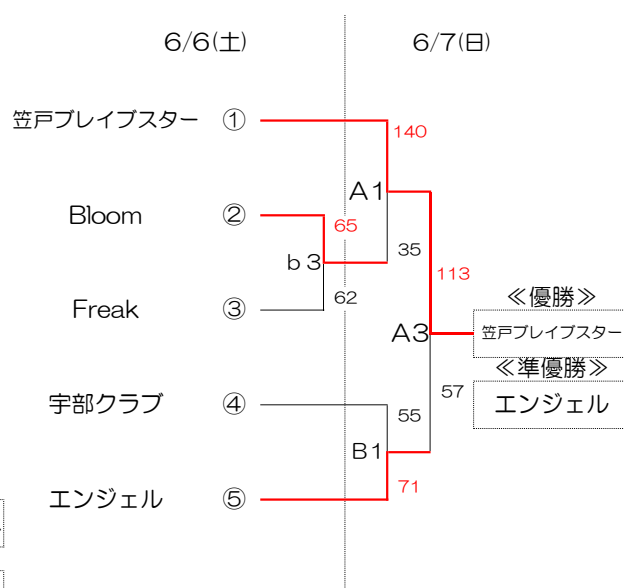 6/6(土) 6/7(日)
笠戸ブレイブスター ①
140
A1
Bloom ②
65
35
b3
113
62
Freak ③
≪優勝≫
A3 笠戸ブレイブスター
≪準優勝≫
57
宇部クラブ ④
55
エンジェル
B1
71
エンジェル ⑤